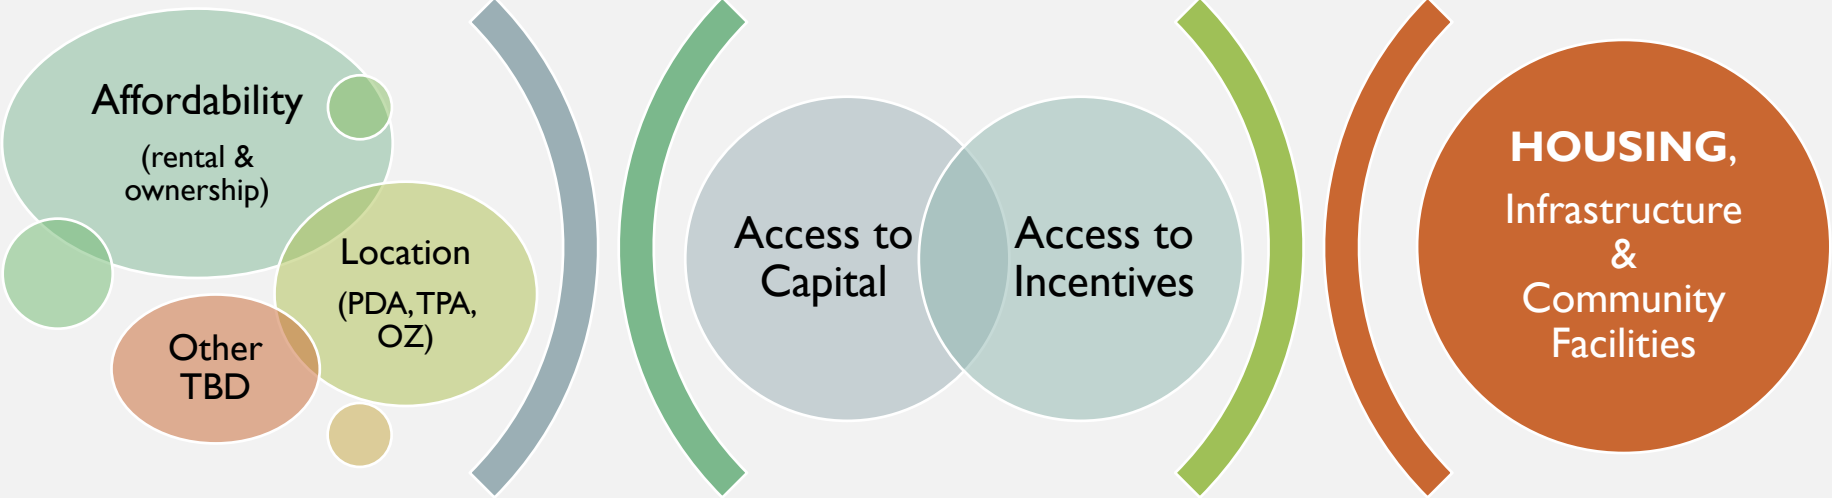 Affordability
(rental &
ownership)
Location
(PDA, TPA,
OZ)
Other
TBD
Access to
Capital
Access to
Incentives
HOUSING,
Infrastructure
&
Community
Facilities